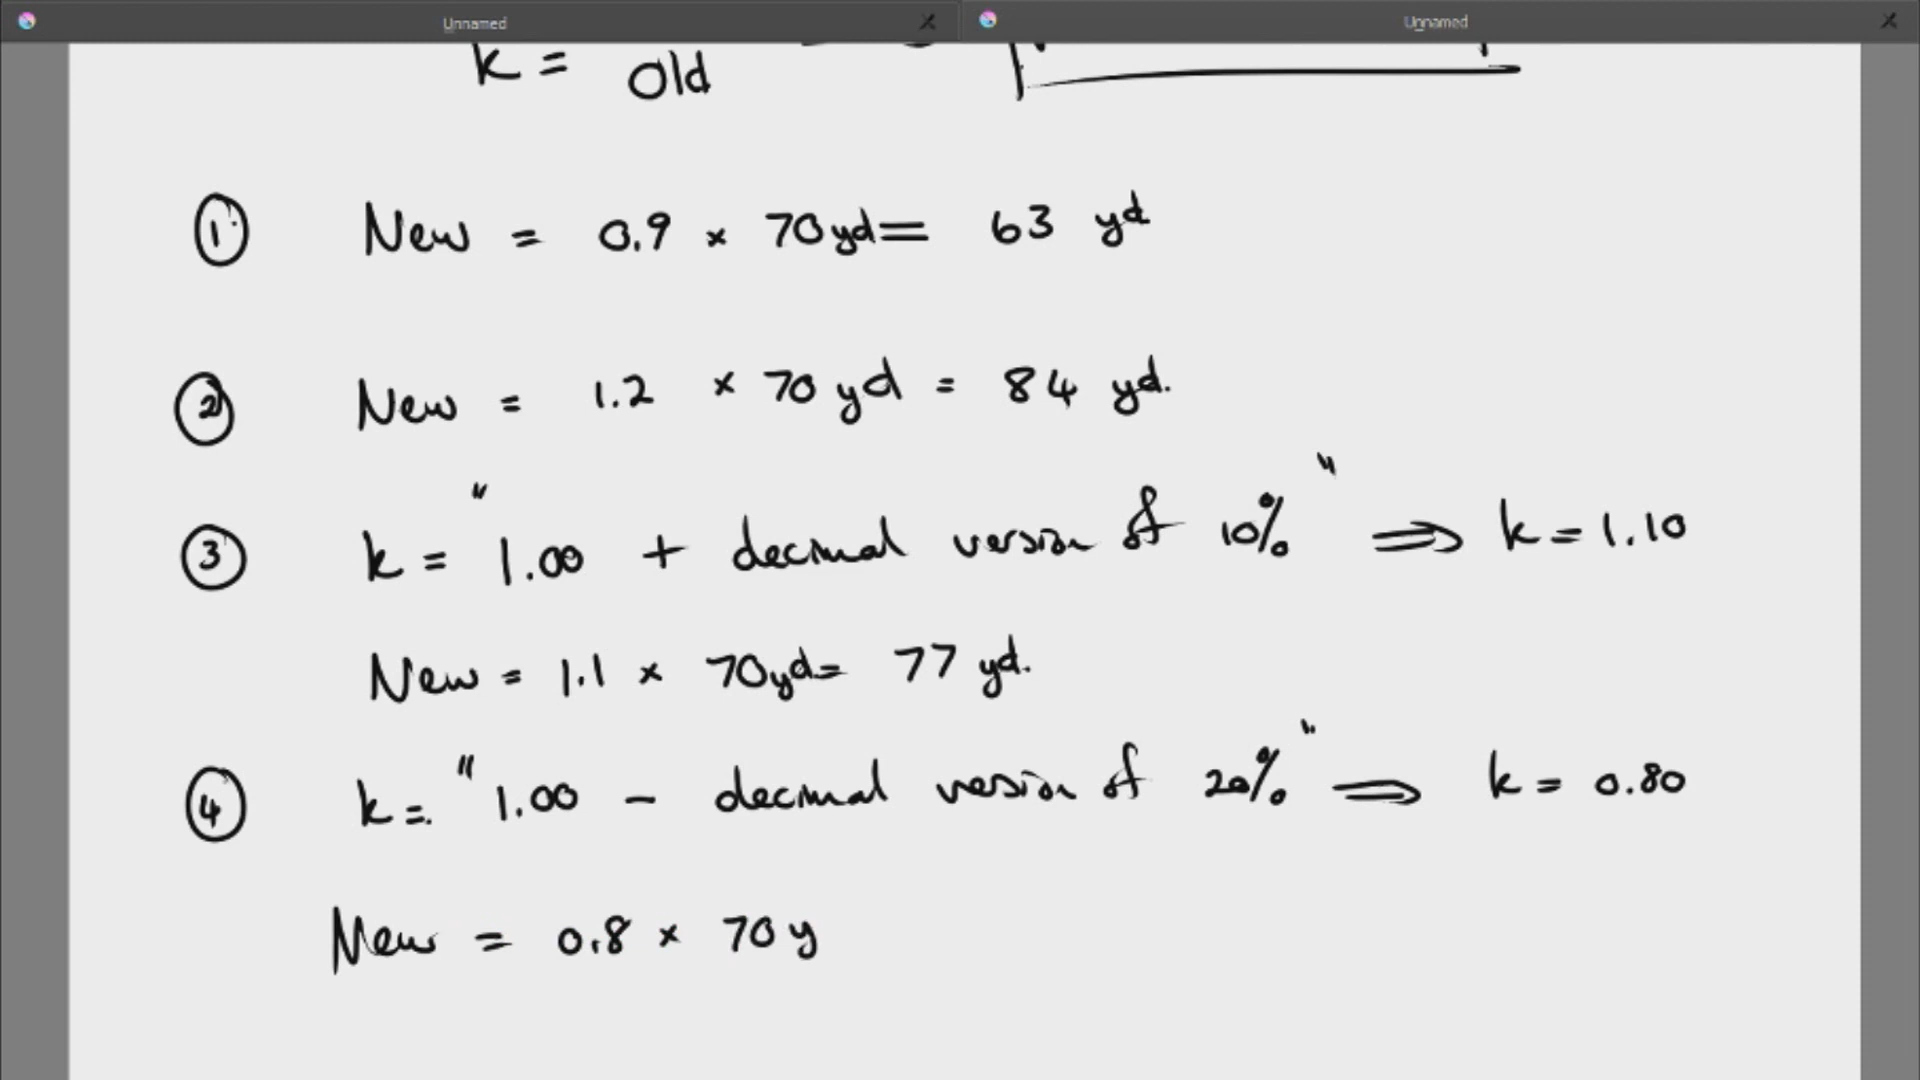 Unnamed
Unnamed
k =
Old
① New = 0.9 × 70yd = 63 yd
② New = 1.2 × 70 yd = 84 yd.
③ k = "1.00 + decimal version of 10%" ⟹ k = 1.10
New = 1.1 × 70yd = 77 yd.
④ k = "1.00 - decimal version of 20%" ⟹ k = 0.80
New = 0.8 × 70 y